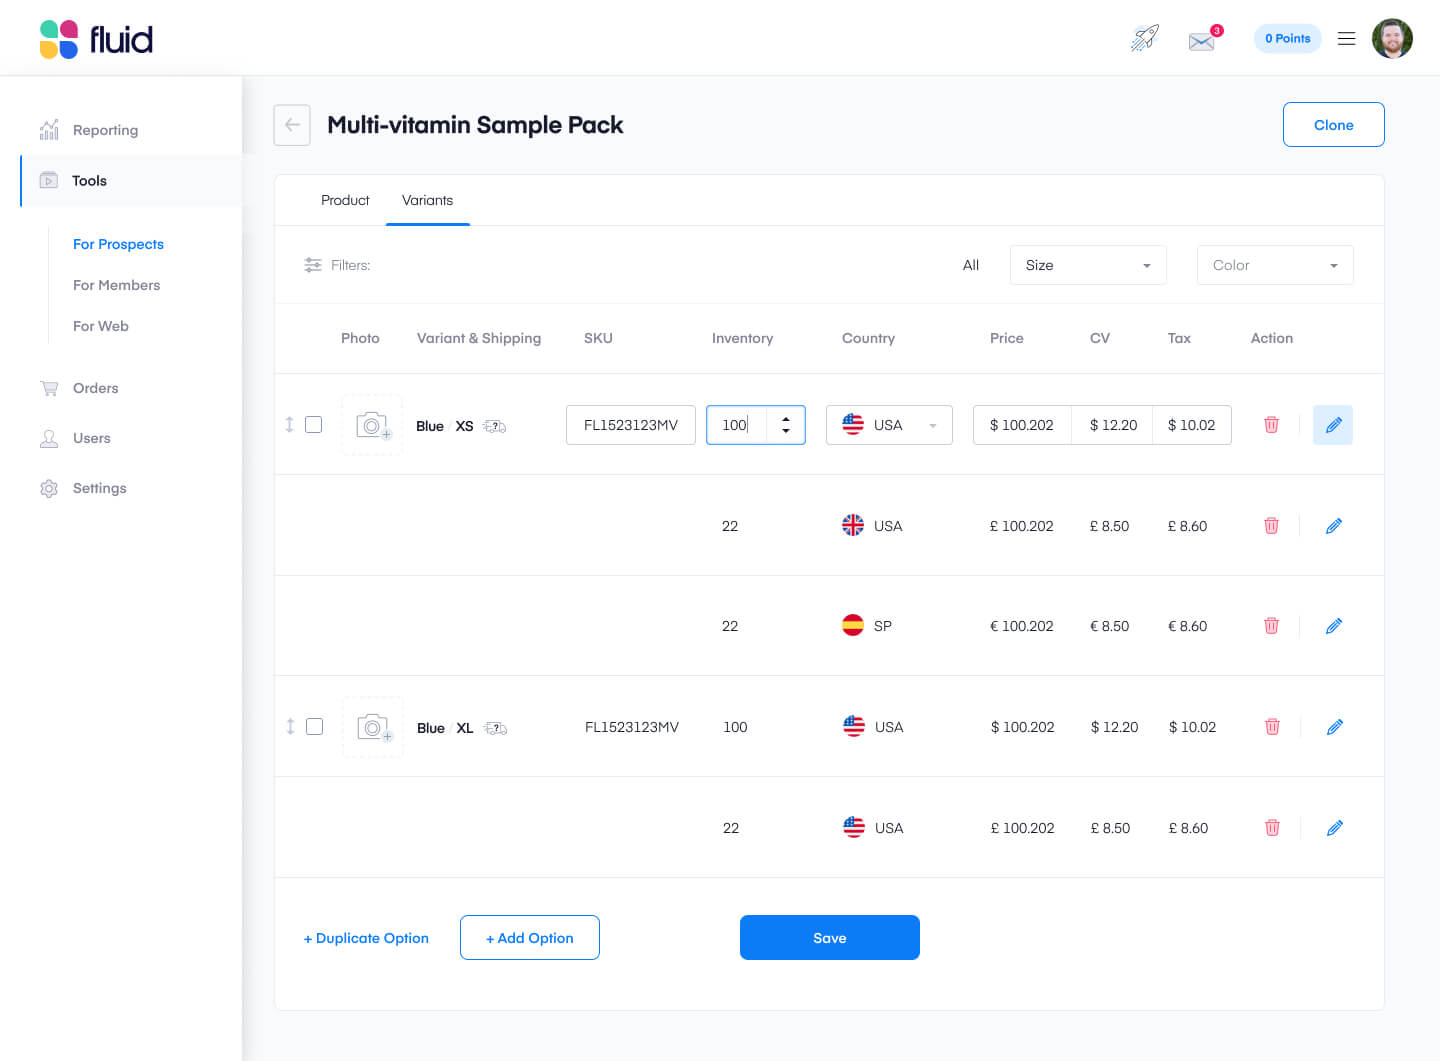 fluid
3
0 Points
Reporting
Tools
For Prospects
For Members
For Web
Orders
Users
Settings
Multi-vitamin Sample Pack
Clone
Product Variants
Filters: All Size Color
Photo Variant & Shipping SKU Inventory Country Price CV Tax Action
Blue / XS ? FL1523123MV 100 USA $ 100.202 $ 12.20 $ 10.02
22 USA £ 100.202 £ 8.50 £ 8.60
22 SP € 100.202 € 8.50 € 8.60
Blue / XL ? FL1523123MV 100 USA $ 100.202 $ 12.20 $ 10.02
22 USA £ 100.202 £ 8.50 £ 8.60
+ Duplicate Option + Add Option Save